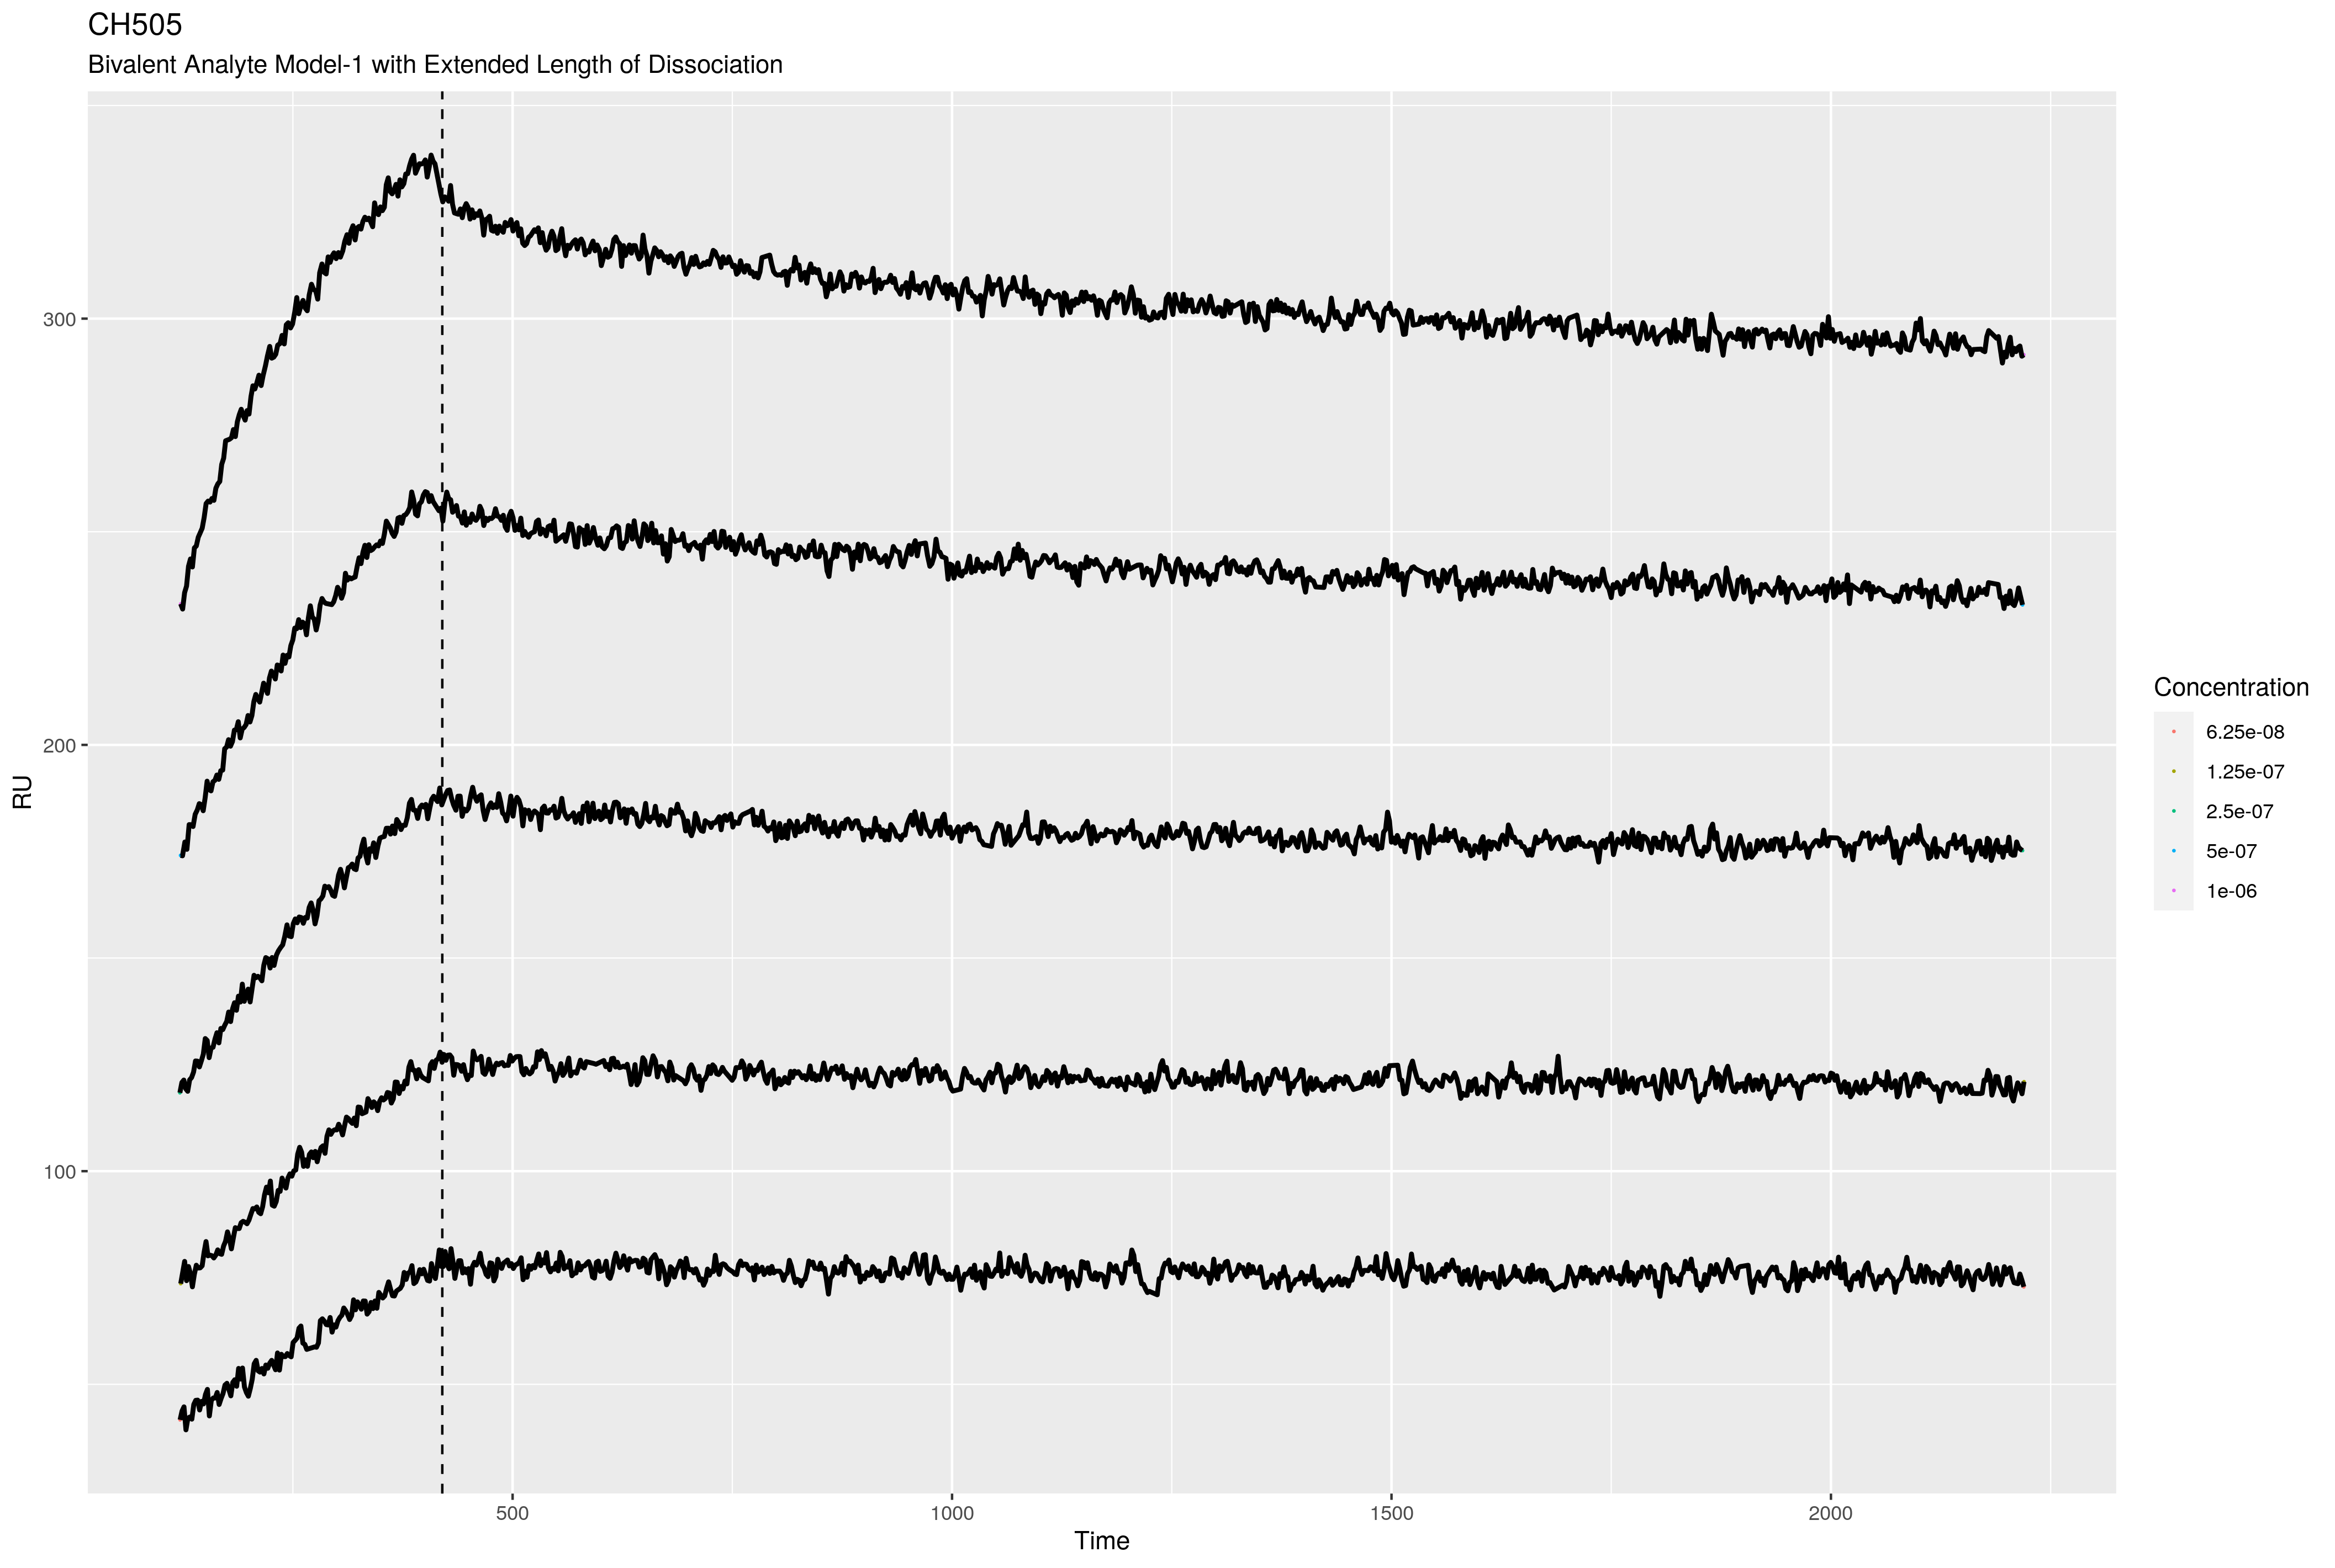 CH505
Bivalent Analyte Model-1 with Extended Length of Dissociation
RU
300
200
100
500
1000
1500
2000
Time
Concentration
6.25e-08
1.25e-07
2.5e-07
5e-07
1e-06